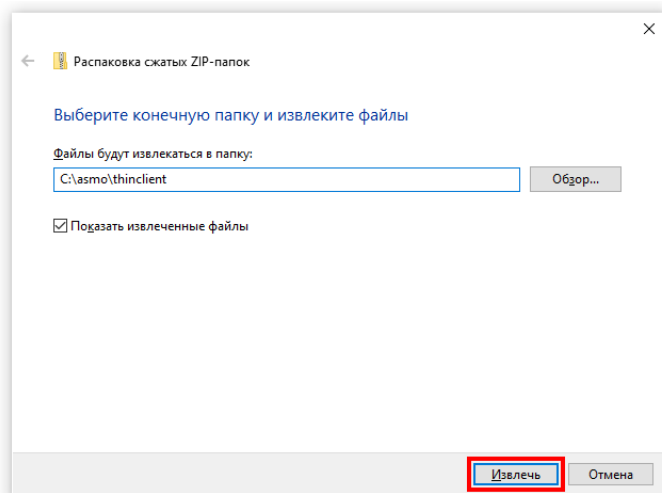 Распаковка сжатых ZIP-папок
Выберите конечную папку и извлеките файлы
Файлы будут извлекаться в папку:
C:\asmo\thinclient
Обзор...
Показать извлеченные файлы
Извлечь
Отмена